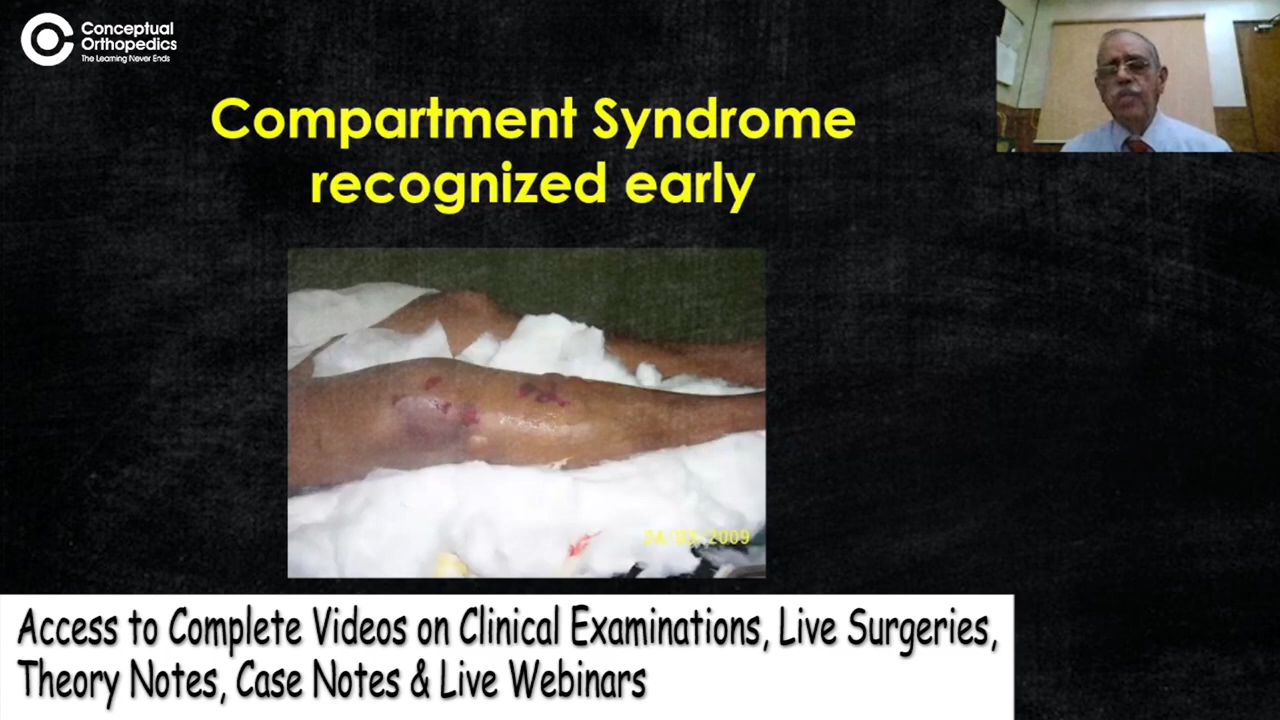 Conceptual
Orthopedics
The Learning Never Ends
Compartment Syndrome
recognized early
2009
Access to Complete Videos on Clinical Examinations, Live Surgeries,
Theory Notes, Case Notes & Live Webinars